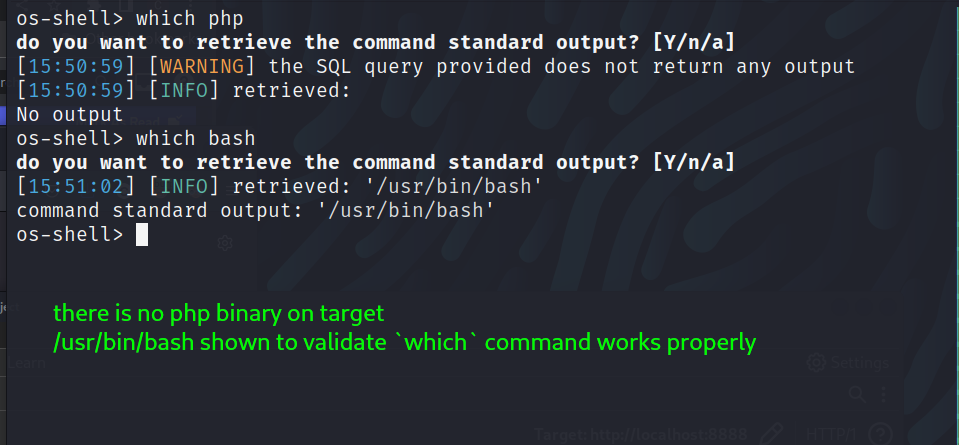 os-shell> which php
do you want to retrieve the command standard output? [Y/n/a]
[15:50:59] [WARNING] the SQL query provided does not return any output
[15:50:59] [INFO] retrieved:
No output
os-shell> which bash
do you want to retrieve the command standard output? [Y/n/a]
[15:51:02] [INFO] retrieved: '/usr/bin/bash'
command standard output: '/usr/bin/bash'
os-shell>
there is no php binary on target
/usr/bin/bash shown to validate `which` command works properly
Learn
Settings
Target: http://localhost:8888
HTTP/1